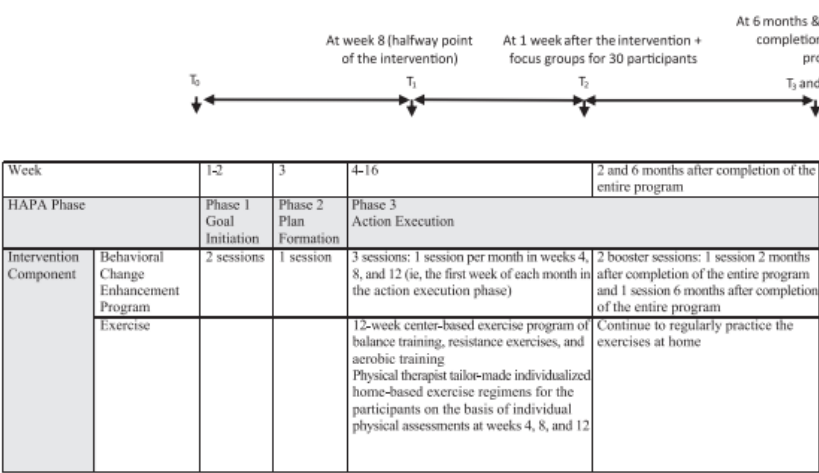 At 6 months &
At week 8 (halfway point
At 1 week after the intervention +
completion
of the intervention)
focus groups for 30 participants
pro
T0
T1
T2
T3 and
Week
1-2
3
4-16
2 and 6 months after completion of the
entire program
HAPA Phase
Phase 1
Goal
Initiation
Phase 2
Plan
Formation
Phase 3
Action Execution
Intervention
Component
Behavioral
Change
Enhancement
Program
2 sessions
1 session
3 sessions: 1 session per month in weeks 4,
8, and 12 (ie, the first week of each month in
the action execution phase)
2 booster sessions: 1 session 2 months
after completion of the entire program
and 1 session 6 months after completion
of the entire program
Exercise
12-week center-based exercise program of
balance training, resistance exercises, and
aerobic training
Physical therapist tailor-made individualized
home-based exercise regimens for the
participants on the basis of individual
physical assessments at weeks 4, 8, and 12
Continue to regularly practice the
exercises at home